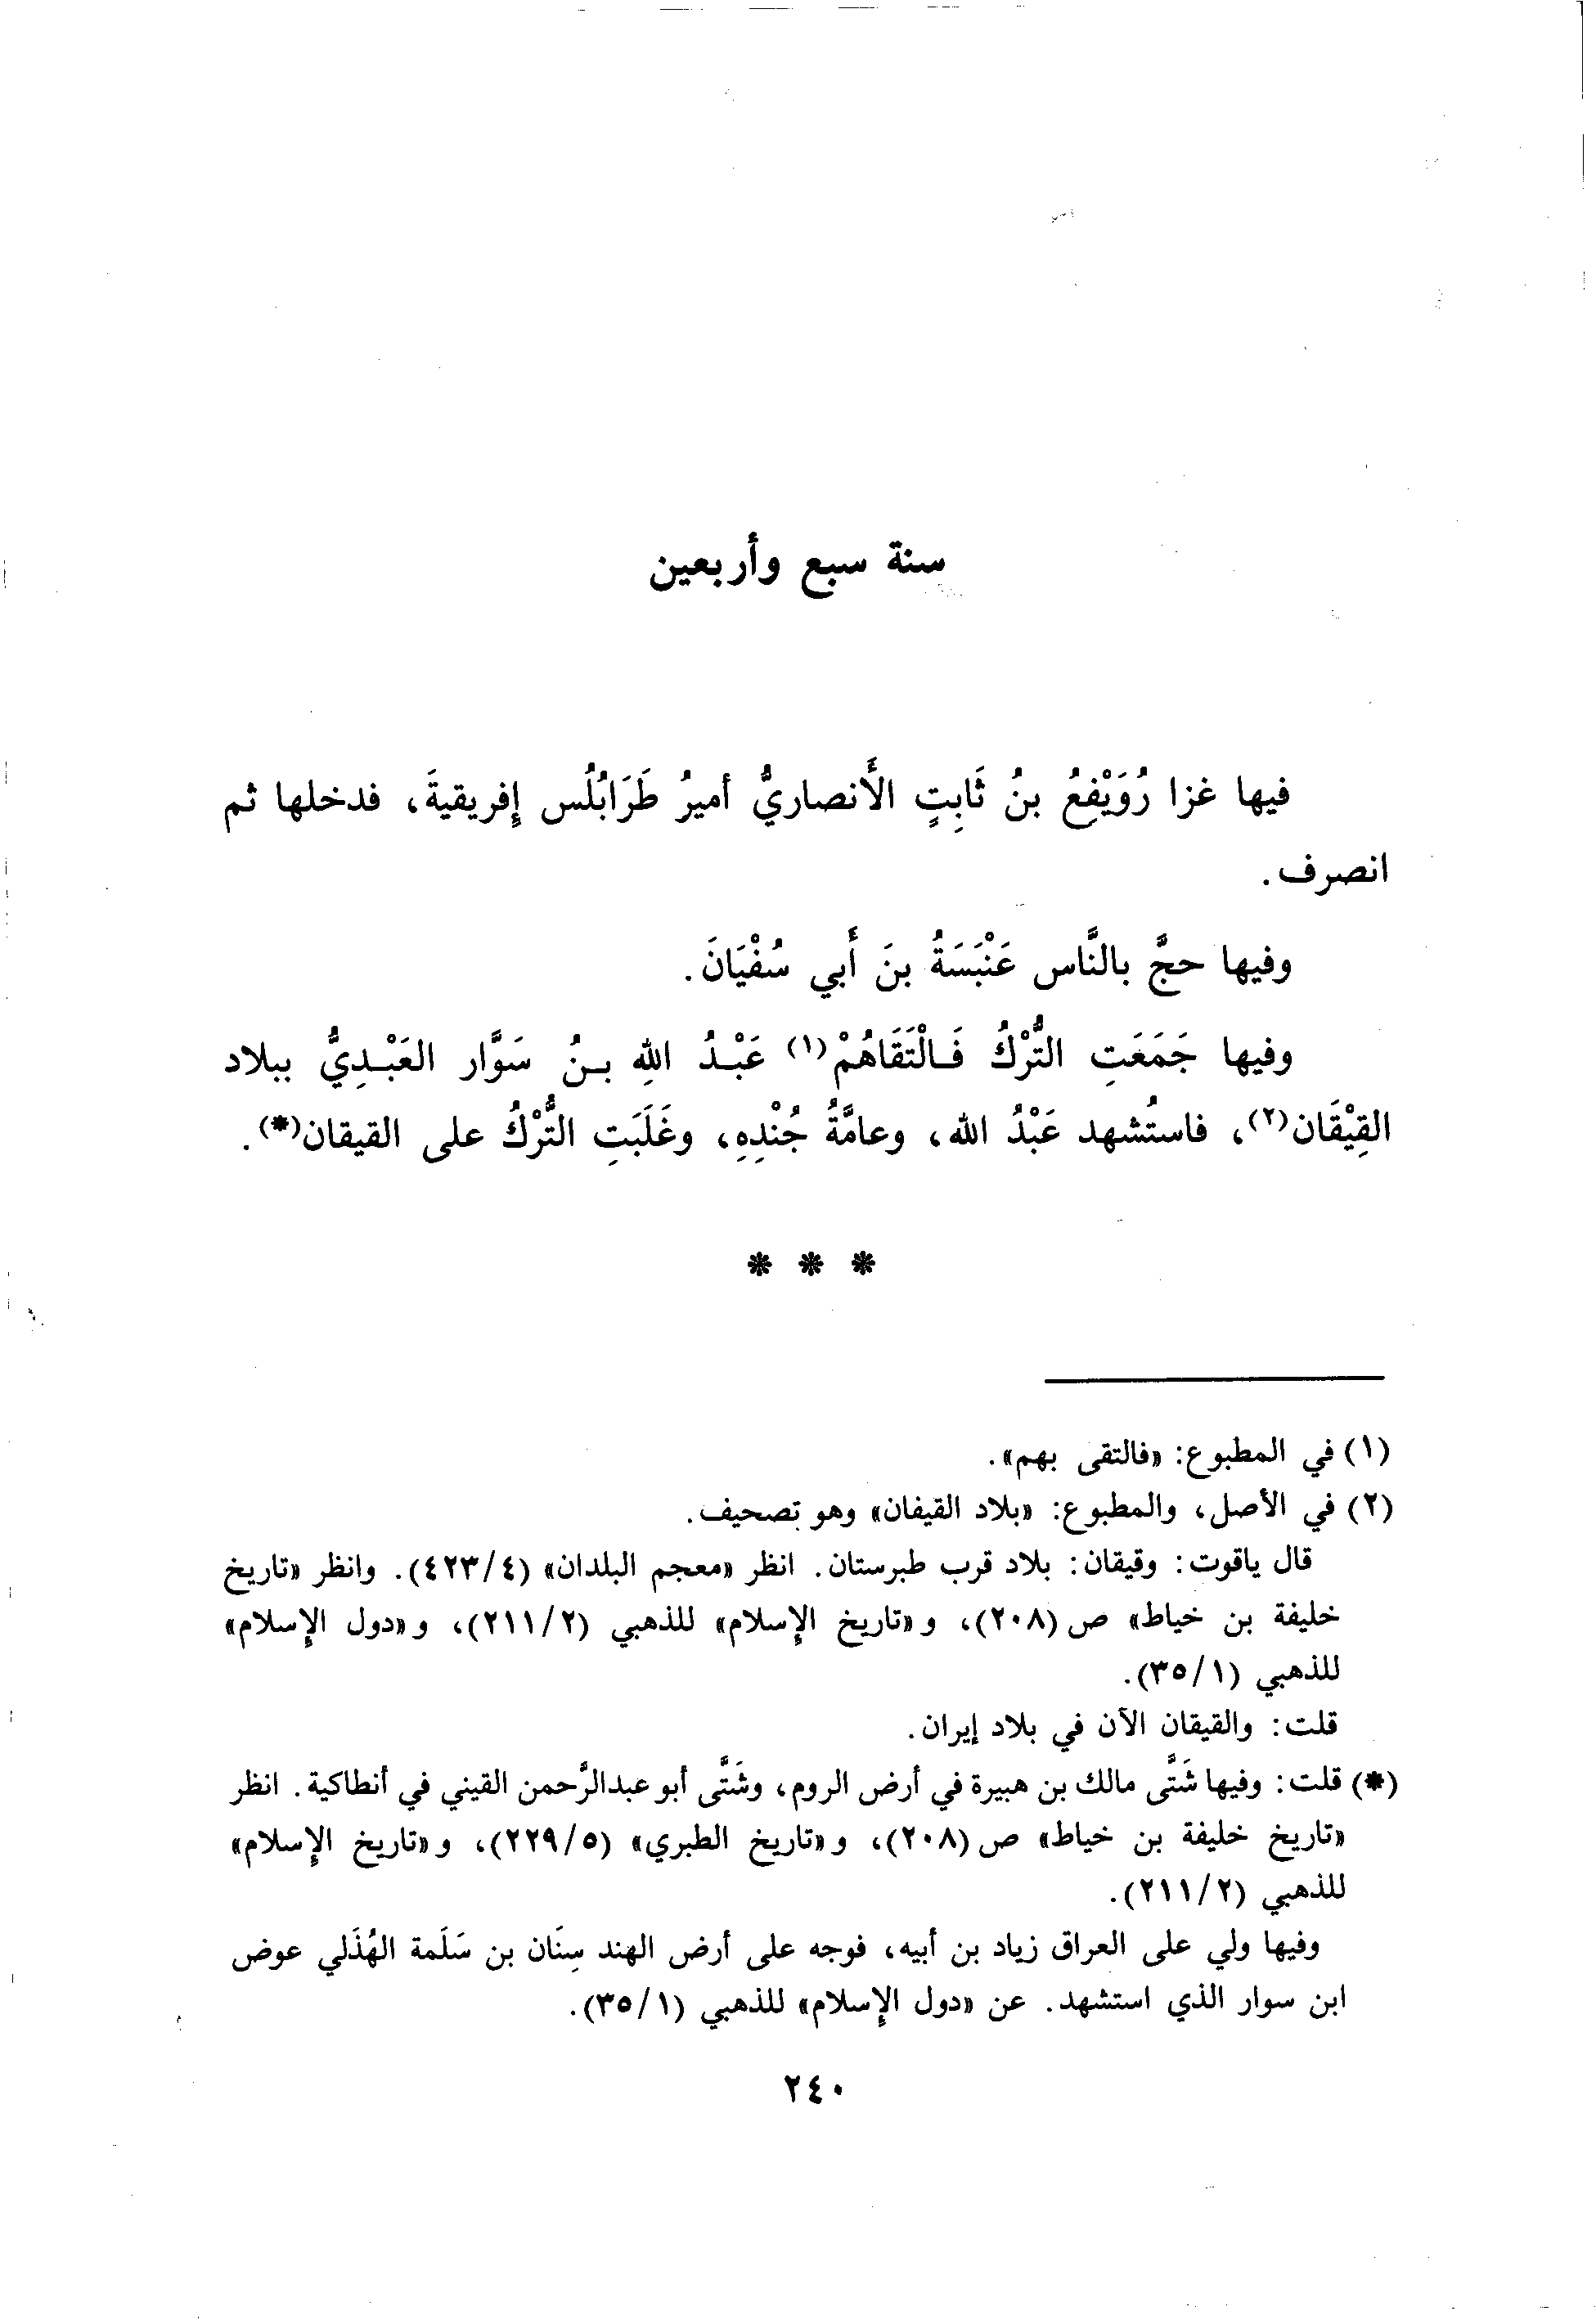 سنة سبع وأربعين
فيها غزا رُوَيْفِعُ بنُ ثَابِتٍ الأَنصاريُّ أميرُ طَرَابُلُس إِفريقيةَ، فدخلها ثم
انصرف.
وفيها حجَّ بالنَّاس عَنْبَسَةُ بنَ أَبي سُفْيَانَ.
وفيها جَمَعَتِ التُّرْكُ فَالْتَقَاهُمْ(١) عَبْدُ اللهِ بنُ سَوَّار العَبْدِيُّ ببلاد
القِيْقَان(٢)، فاستُشهد عَبْدُ الله، وعامَّةُ جُنْدِهِ، وغَلَبَتِ التُّرْكُ على القيقان(*).
* * *
(١) في المطبوع: «فالتقى بهم».
(٢) في الأصل، والمطبوع: «بلاد القيفان» وهو تصحيف.
قال ياقوت: وقيقان: بلاد قرب طبرستان. انظر «معجم البلدان» (٤/٤٢٣). وانظر «تاريخ
خليفة بن خياط» ص (٢٠٨)، و «تاريخ الإسلام» للذهبي (٢/٢١١)، و «دول الإسلام»
للذهبي (١/٣٥).
قلت: والقيقان الآن في بلاد إيران.
(*) قلت: وفيها شَتَّى مالك بن هبيرة في أرض الروم، وشَتَّى أبو عبدالرَّحمن القيني في أنطاكية. انظر
«تاريخ خليفة بن خياط» ص (٢٠٨)، و «تاريخ الطبري» (٥/٢٢٩)، و «تاريخ الإسلام»
للذهبي (٢/٢١١).
وفيها ولي على العراق زياد بن أبيه، فوجه على أرض الهند سِنَان بن سَلَمة الهُذَلي عوض
ابن سوار الذي استشهد. عن «دول الإسلام» للذهبي (١/٣٥).
٢٤٠